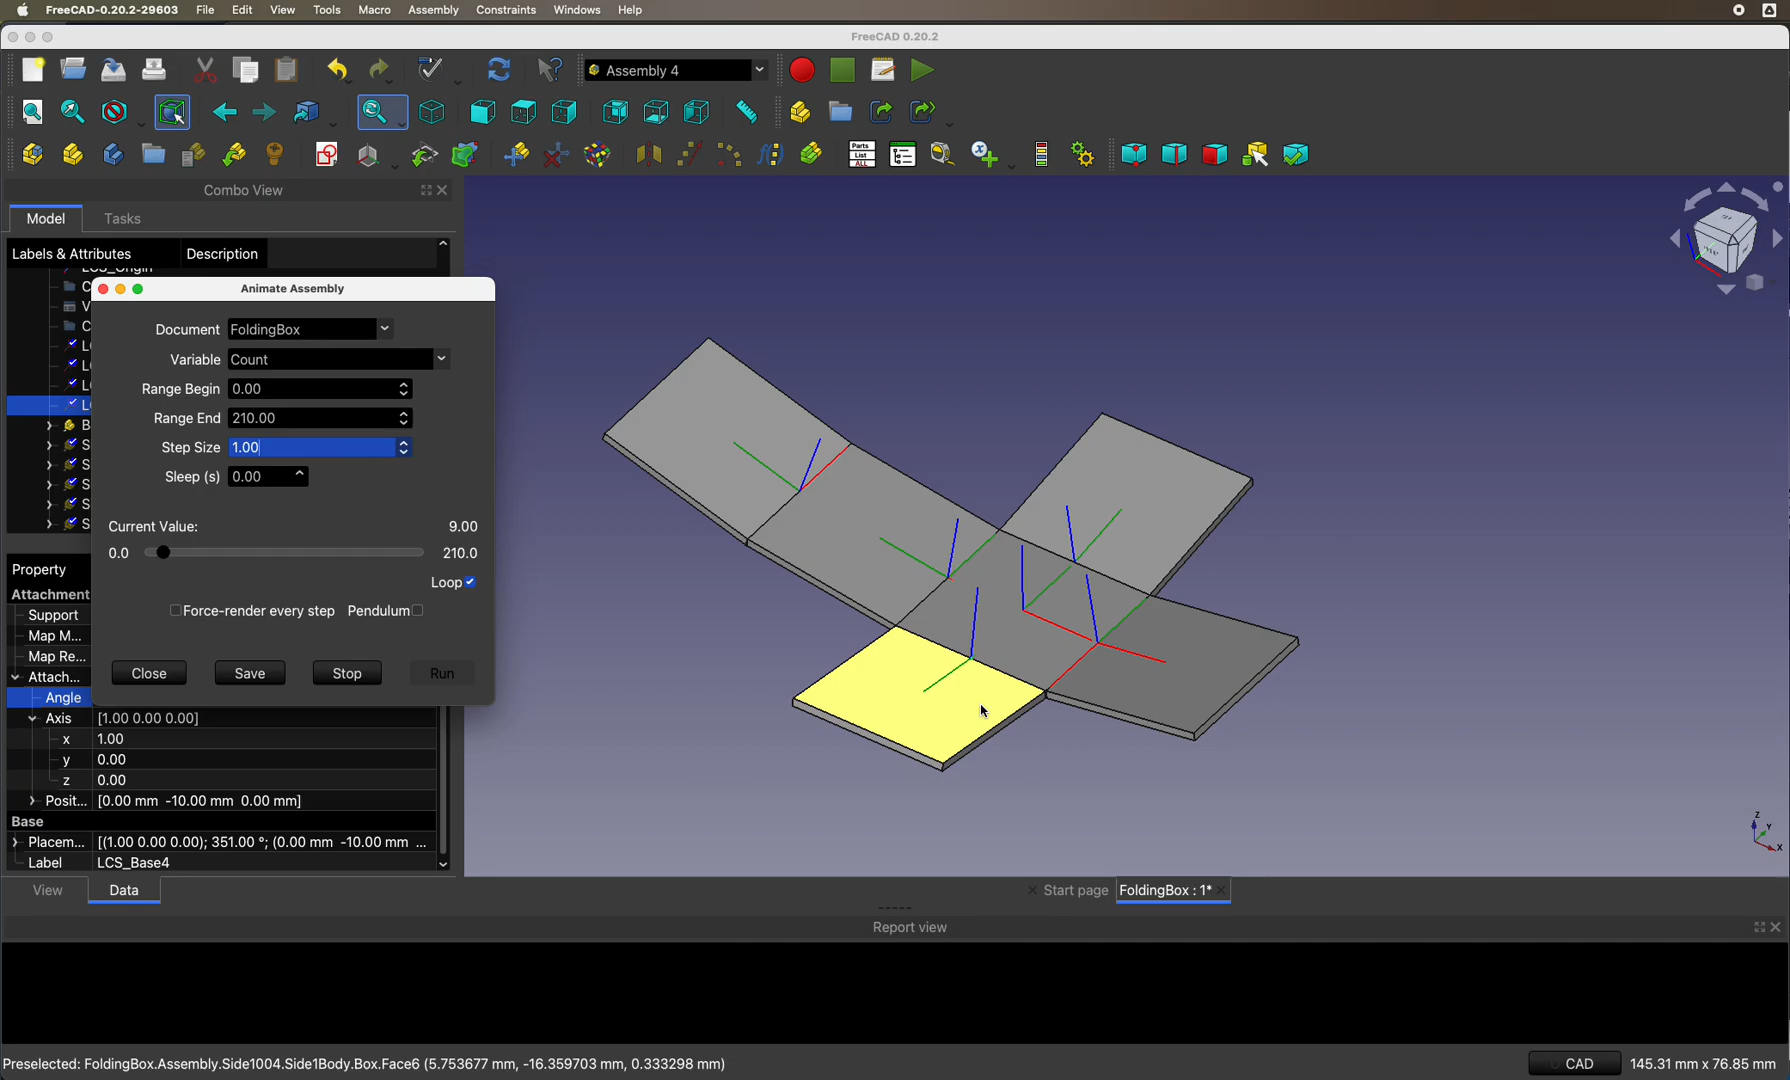 FreeCAD-0.20.2-29603 File Edit View Tools Macro Assembly Constraints Windows Help
FreeCAD 0.20.2
Assembly 4
Parts
List
ALL
Combo View
Model Tasks
Labels & Attributes Description
LCS_Origin
Animate Assembly
Document FoldingBox
Variable Count
Range Begin 0.00
Range End 210.00
Step Size 1.00
Sleep (s) 0.00
Current Value: 9.00
0.0 210.0
Loop
Force-render every step Pendulum
Close Save Stop Run
Property
Attachment
Support
Map M...
Map Re...
Attach...
Angle
Axis [1.00 0.00 0.00]
x 1.00
y 0.00
z 0.00
Posit... [0.00 mm -10.00 mm 0.00 mm]
Base
Placem... [(1.00 0.00 0.00); 351.00 °; (0.00 mm -10.00 mm ...
Label LCS_Base4
View Data
Z
Y
X
Start page FoldingBox : 1*
Report view
Preselected: FoldingBox.Assembly.Side1004.Side1Body.Box.Face6 (5.753677 mm, -16.359703 mm, 0.333298 mm)
CAD 145.31 mm x 76.85 mm